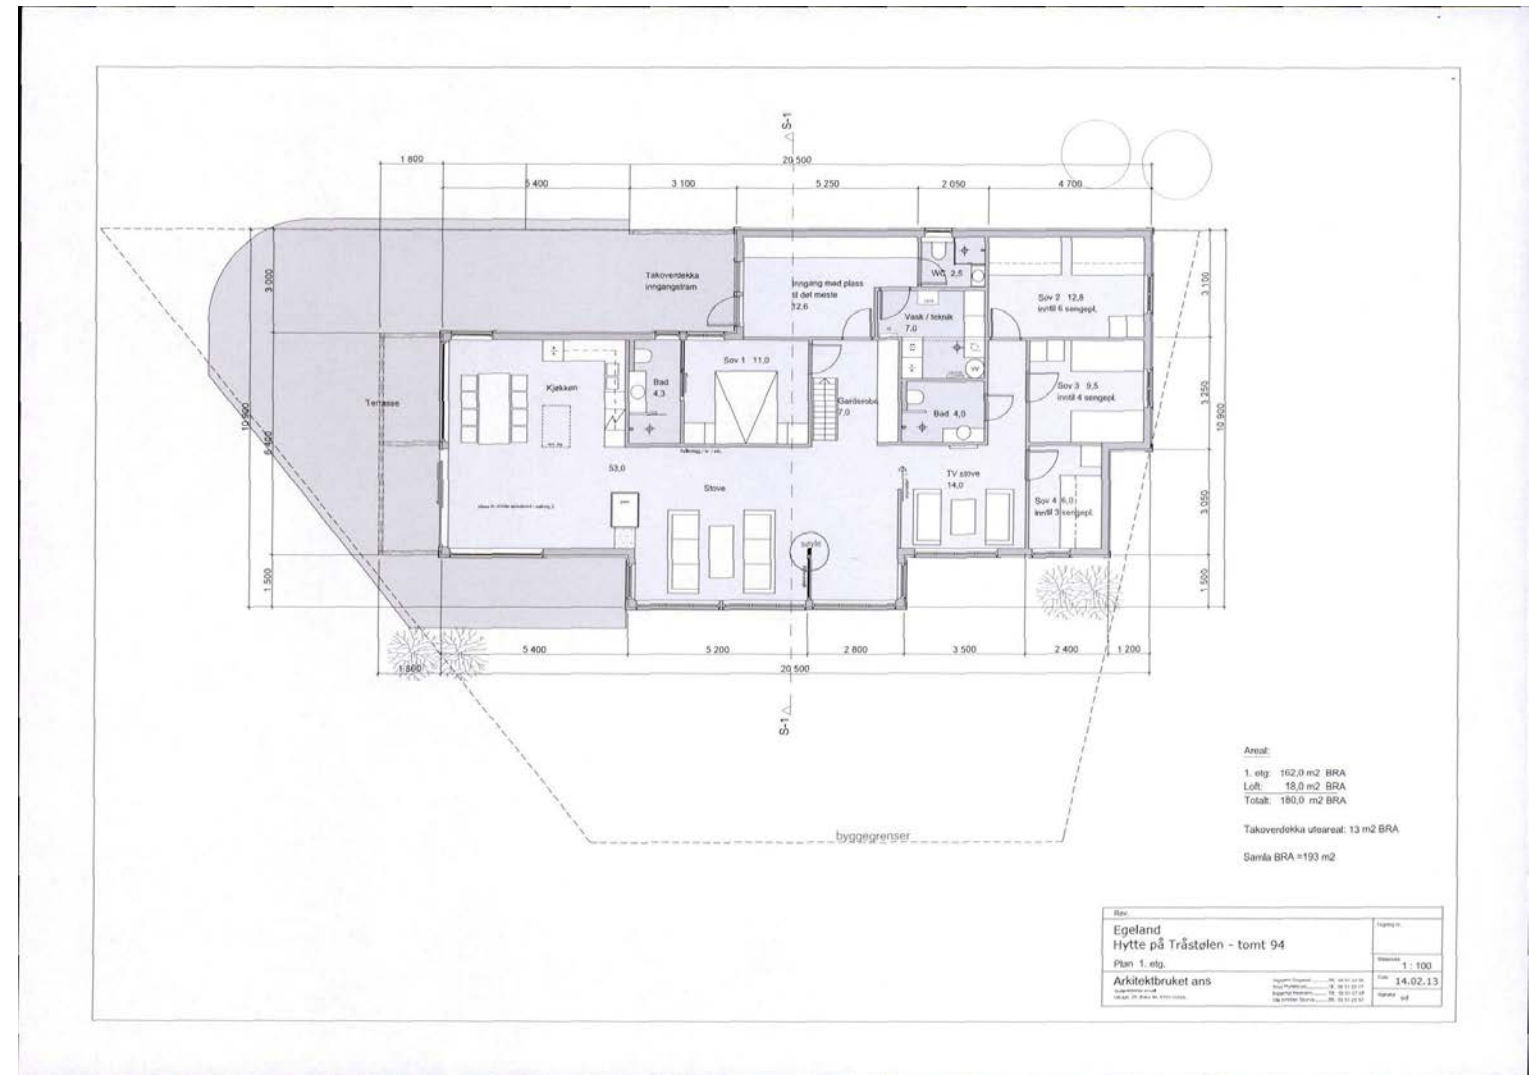 S-1
1 800
20 500
5 400
3 100
5 250
2 050
4 700
3 000
Takoverdekka
inngangstram
Inngang med plass
til det meste
12,6
WC 2,5
Sov 2 12,8
inntil 6 sengepl.
3 100
Vask / teknik
7,0
VV
Kjøkken
Bad
4,3
Sov 1 11,0
Garderobe
7,0
Bad 4,0
Sov 3 9,5
inntil 4 sengepl.
3 250
Terrasse
10 900
6 400
10 900
53,0
Stove
TV stove
14,0
Sov 4 6,0
inntil 3 sengepl.
3 050
søyle
1 500
1 500
5 400
5 200
2 800
3 500
2 400
1 200
1 800
20 500
S-1
byggegrenser
Areal:
1. etg: 162,0 m2 BRA
Loft: 18,0 m2 BRA
Totalt: 180,0 m2 BRA
Takoverdekka uteareal: 13 m2 BRA
Samla BRA =193 m2
Rev.
Egeland
Hytte på Tråstølen - tomt 94
Plan 1. etg.
1 : 100
Arkitektbruket ans
14.02.13